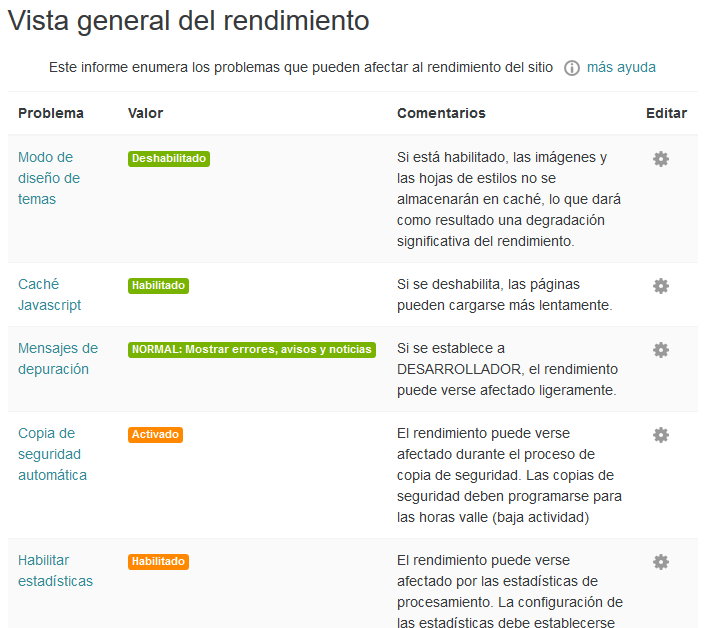 Vista general del rendimiento
Este informe enumera los problemas que pueden afectar al rendimiento del sitio más ayuda
Problema Valor Comentarios Editar
Modo de diseño de temas
Deshabilitado
Si está habilitado, las imágenes y
las hojas de estilos no se
almacenarán en caché, lo que dará
como resultado una degradación
significativa del rendimiento.
Caché
Javascript
Habilitado
Si se deshabilita, las páginas
pueden cargarse más lentamente.
Mensajes de
depuración
NORMAL: Mostrar errores, avisos y noticias
Si se establece a
DESARROLLADOR, el rendimiento
puede verse afectado ligeramente.
Copia de
seguridad
automática
Activado
El rendimiento puede verse
afectado durante el proceso de
copia de seguridad. Las copias de
seguridad deben programarse para
las horas valle (baja actividad)
Habilitar
estadísticas
Habilitado
El rendimiento puede verse
afectado por las estadísticas de
procesamiento. La configuración de
las estadísticas debe establecerse